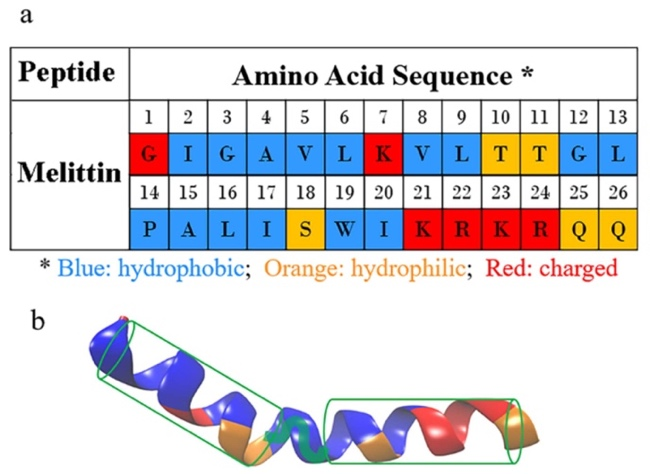 a
Peptide Amino Acid Sequence *
1 2 3 4 5 6 7 8 9 10 11 12 13
G I G A V L K V L T T G L
Melittin
14 15 16 17 18 19 20 21 22 23 24 25 26
P A L I S W I K R K R Q Q
* Blue: hydrophobic; Orange: hydrophilic; Red: charged
b